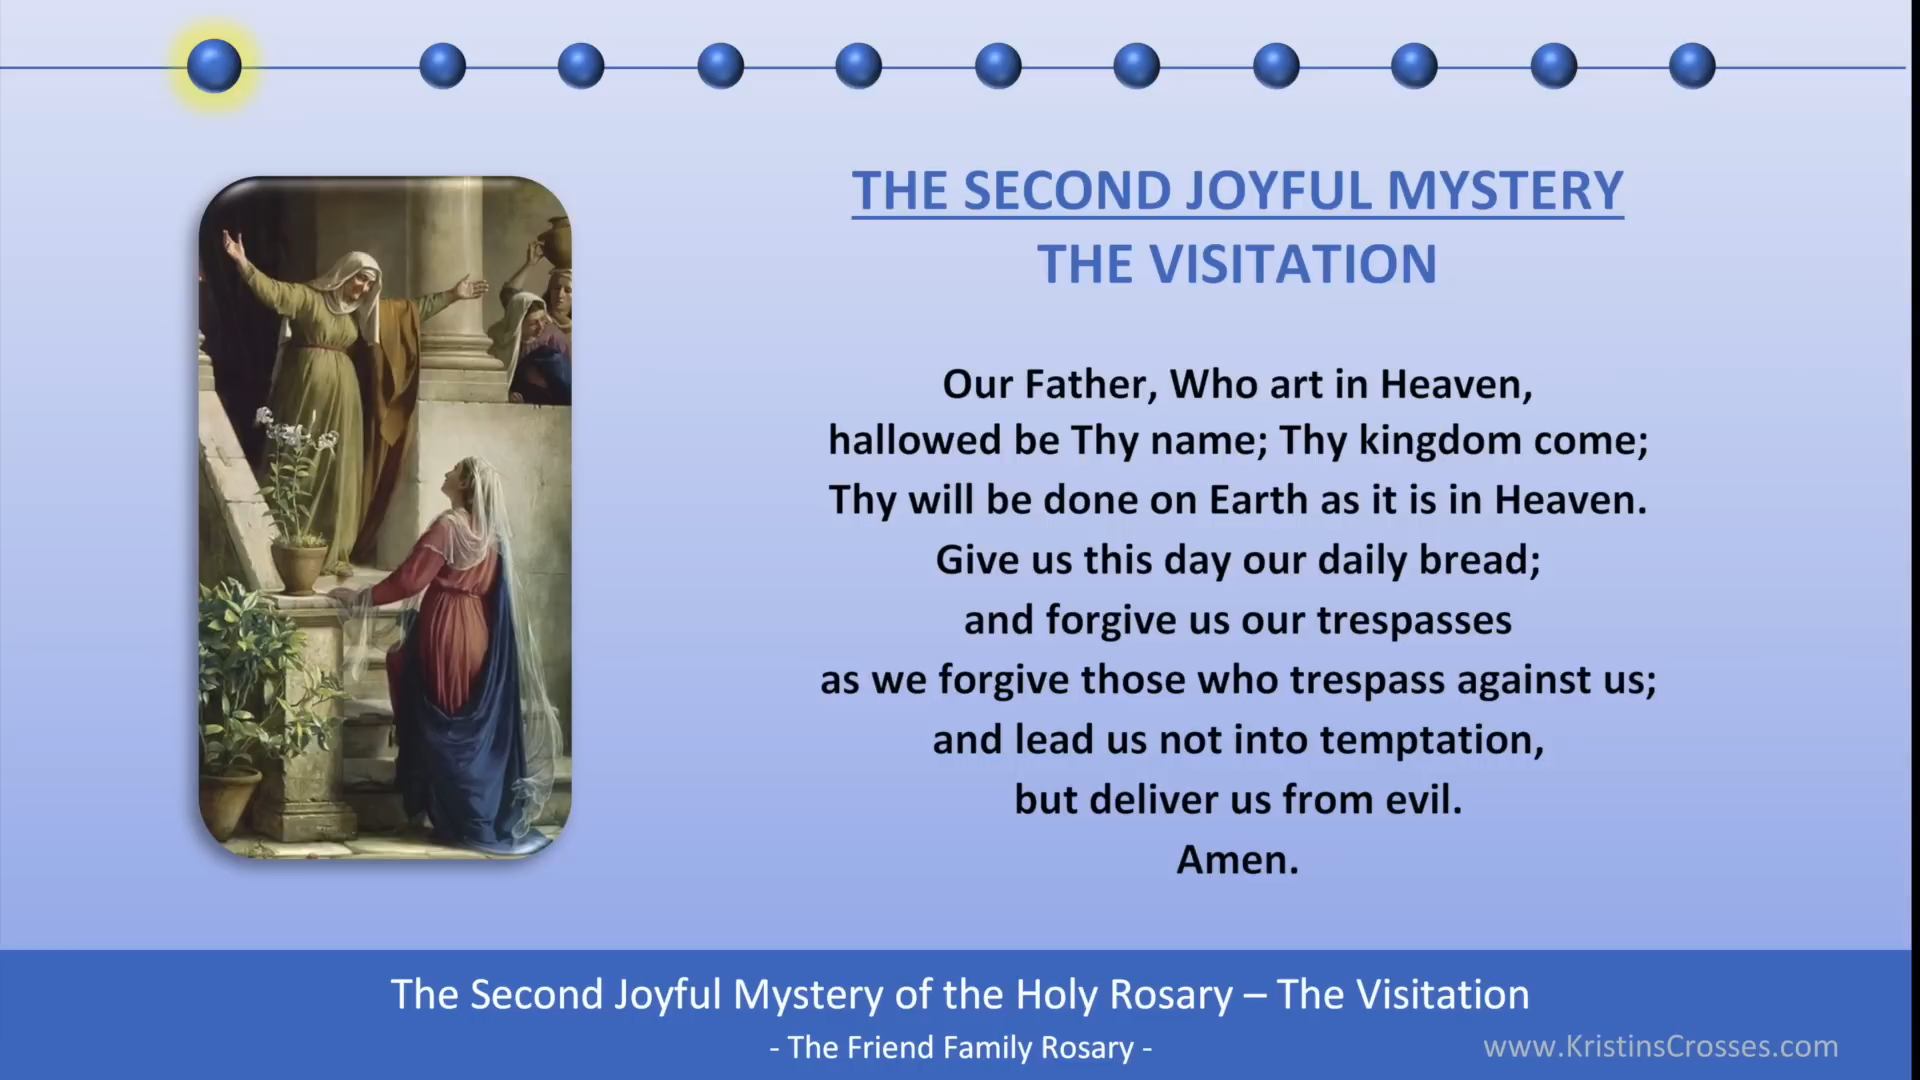 THE SECOND JOYFUL MYSTERY
THE VISITATION
Our Father, Who art in Heaven,
hallowed be Thy name; Thy kingdom come;
Thy will be done on Earth as it is in Heaven.
Give us this day our daily bread;
and forgive us our trespasses
as we forgive those who trespass against us;
and lead us not into temptation,
but deliver us from evil.
Amen.
The Second Joyful Mystery of the Holy Rosary – The Visitation
- The Friend Family Rosary -
www.KristinsCrosses.com